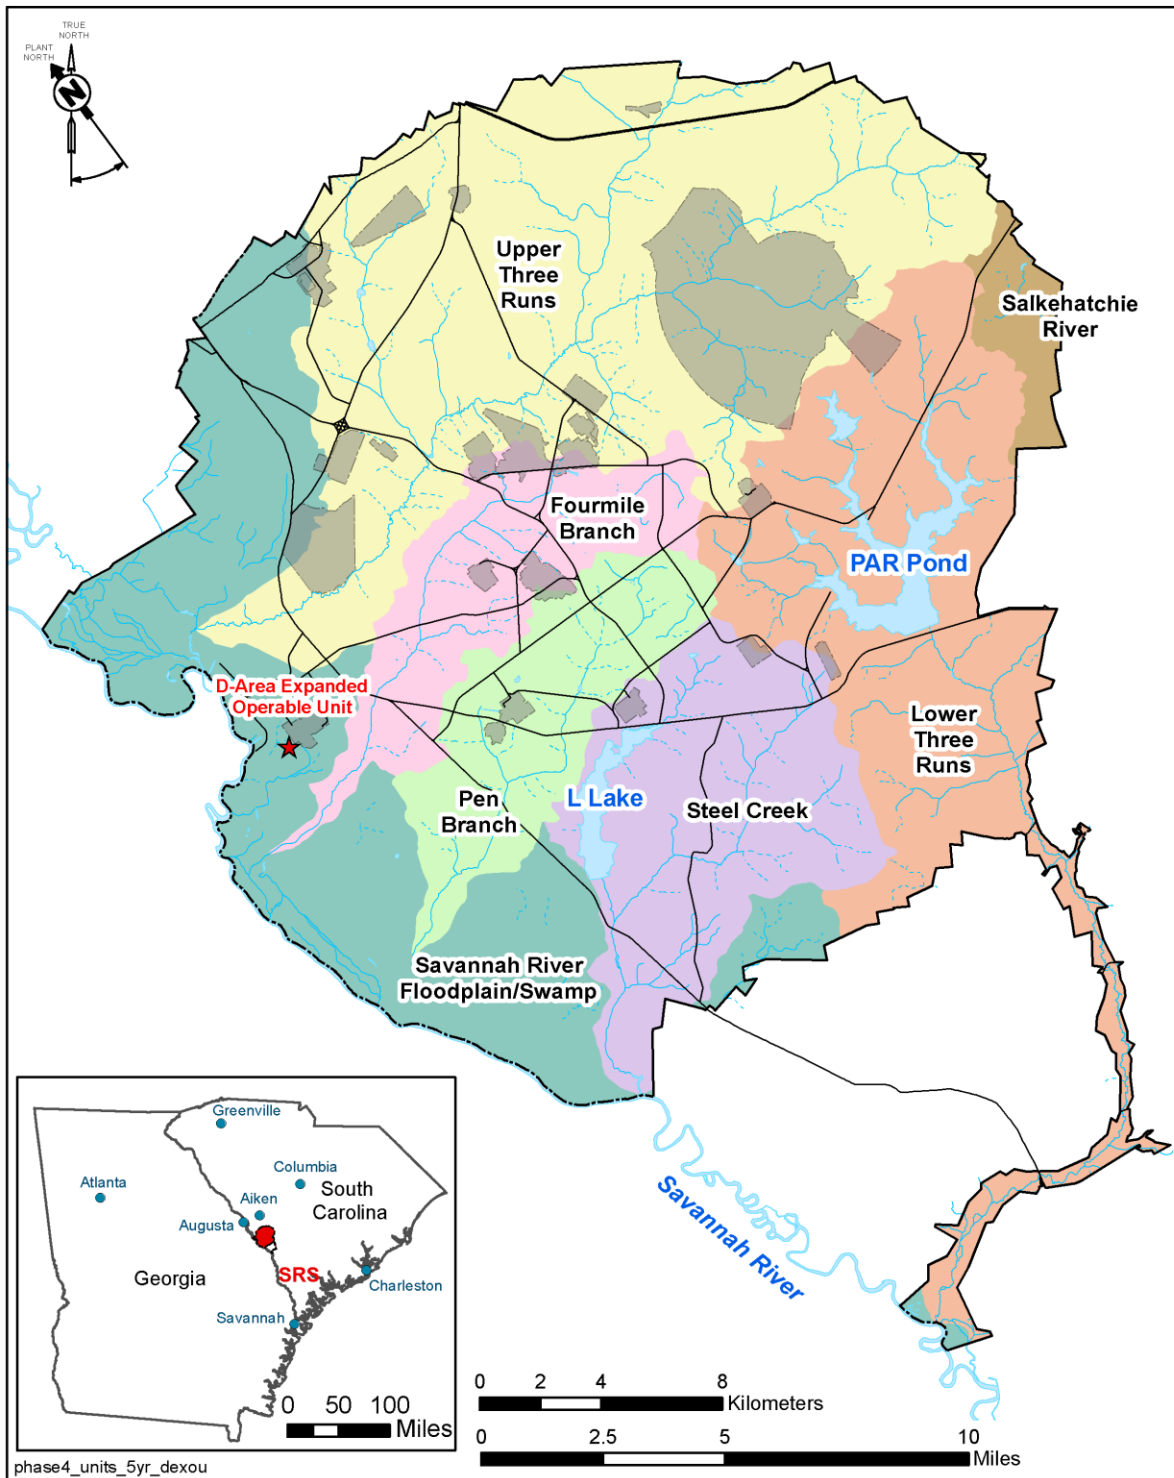 TRUE
NORTH
PLANT
NORTH
N
Upper
Three
Runs
Salkehatchie
River
Fourmile
Branch
PAR Pond
D-Area Expanded
Operable Unit
Lower
Three
Runs
Pen
Branch
L Lake
Steel Creek
Savannah River
Floodplain/Swamp
Savannah River
Greenville
Atlanta
Columbia
South
Carolina
Aiken
Augusta
Georgia
SRS
Charleston
Savannah
0 50 100
Miles
0 2 4 8
Kilometers
0 2.5 5 10
Miles
phase4_units_5yr_dexou